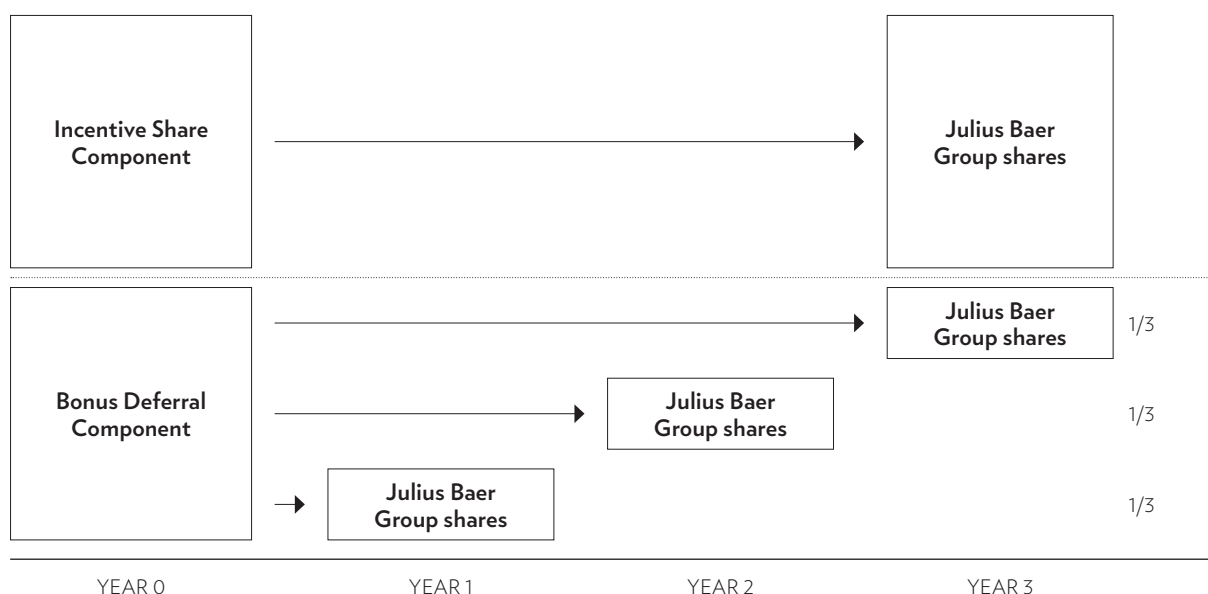 Incentive Share
Component
Julius Baer
Group shares
Julius Baer
Group shares
1/3
Bonus Deferral
Component
Julius Baer
Group shares
1/3
Julius Baer
Group shares
1/3
YEAR 0
YEAR 1
YEAR 2
YEAR 3